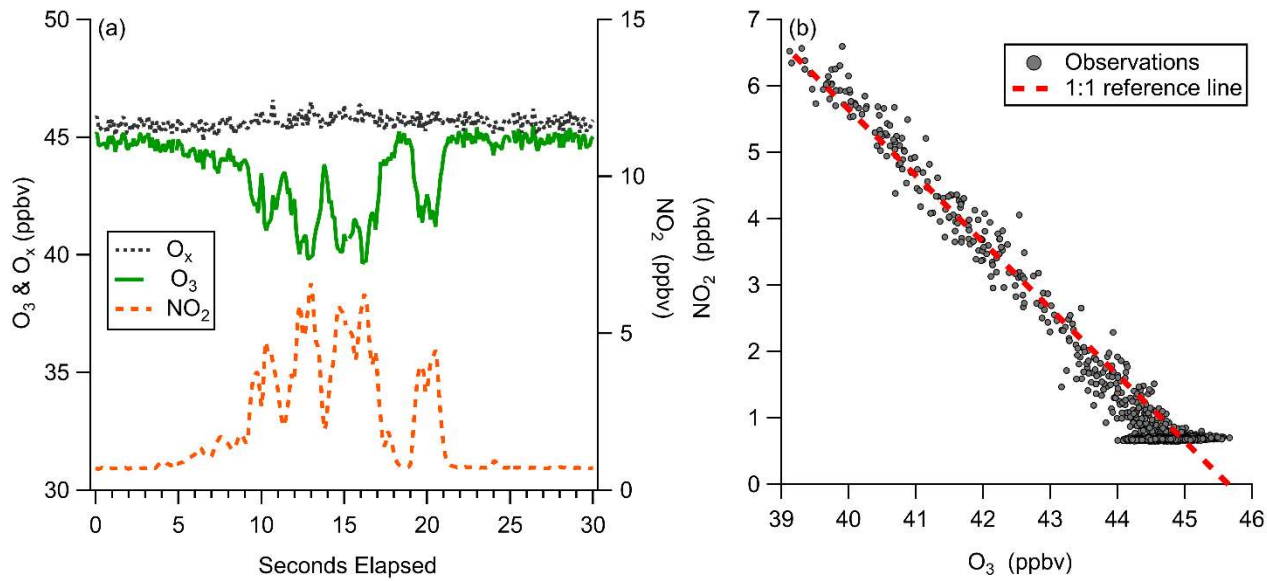 (a)
50
45
40
35
30
O₃ & Oₓ (ppbv)
Oₓ
O₃
NO₂
15
10
5
0
NO₂ (ppbv)
0 5 10 15 20 25 30
Seconds Elapsed
(b)
7
6
5
4
3
2
1
0
NO₂ (ppbv)
Observations
1:1 reference line
39 40 41 42 43 44 45 46
O₃ (ppbv)